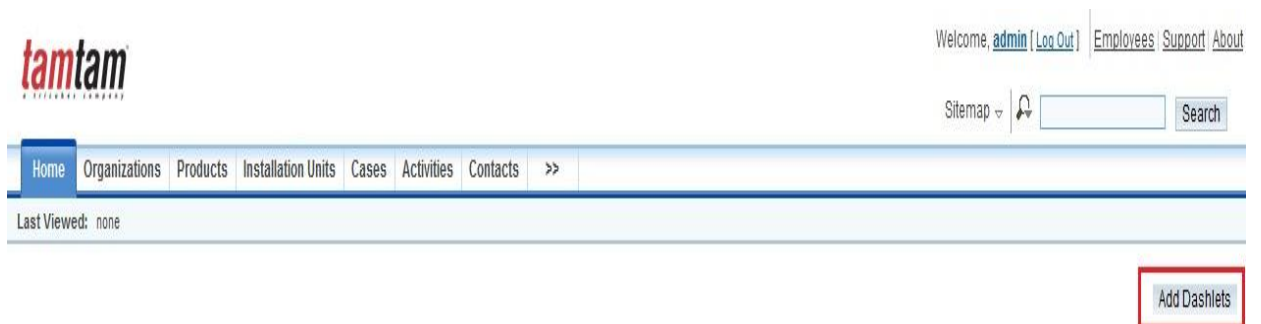 Welcome, admin [ Log Out ] Employees Support About
tamtam
Sitemap Search
Home Organizations Products Installation Units Cases Activities Contacts >>
Last Viewed: none
Add Dashlets